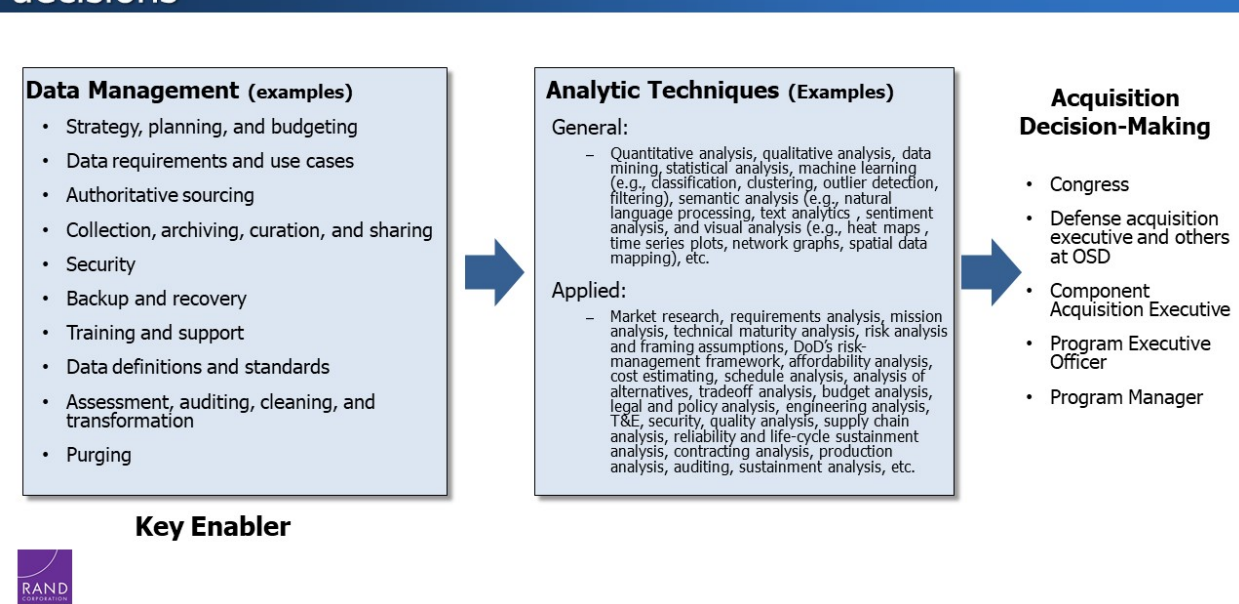 decisions
Data Management (examples)
• Strategy, planning, and budgeting
• Data requirements and use cases
• Authoritative sourcing
• Collection, archiving, curation, and sharing
• Security
• Backup and recovery
• Training and support
• Data definitions and standards
• Assessment, auditing, cleaning, and
transformation
• Purging
Key Enabler
Analytic Techniques (Examples)
General:
– Quantitative analysis, qualitative analysis, data
mining, statistical analysis, machine learning
(e.g., classification, clustering, outlier detection,
filtering), semantic analysis (e.g., natural
language processing, text analytics , sentiment
analysis, and visual analysis (e.g., heat maps ,
time series plots, network graphs, spatial data
mapping), etc.
Applied:
– Market research, requirements analysis, mission
analysis, technical maturity analysis, risk analysis
and framing assumptions, DoD's risk-
management framework, affordability analysis,
cost estimating, schedule analysis, analysis of
alternatives, tradeoff analysis, budget analysis,
legal and policy analysis, engineering analysis,
T&E, security, quality analysis, supply chain
analysis, reliability and life-cycle sustainment
analysis, contracting analysis, production
analysis, auditing, sustainment analysis, etc.
Acquisition
Decision-Making
• Congress
• Defense acquisition
executive and others
at OSD
• Component
Acquisition Executive
• Program Executive
Officer
• Program Manager
RAND
CORPORATION